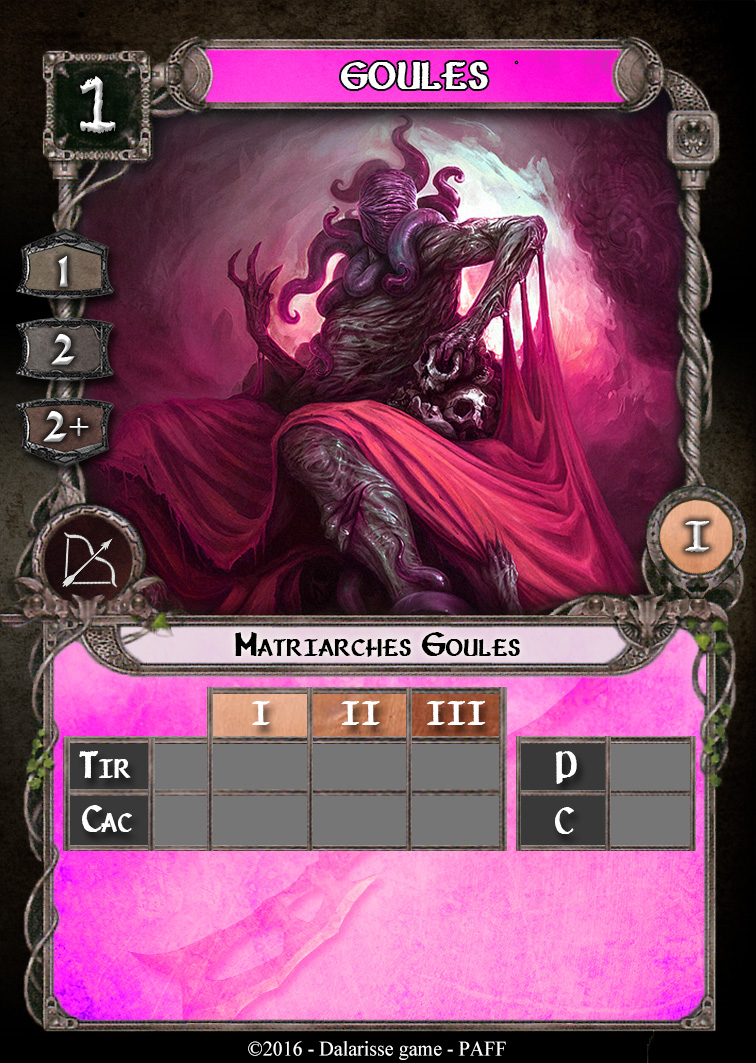 1
GOULES
1
2
2+
I
MATRIARCHES GOULES
I II III
TIR
P
CAC
C
©2016 - Dalarisse game - PAFF